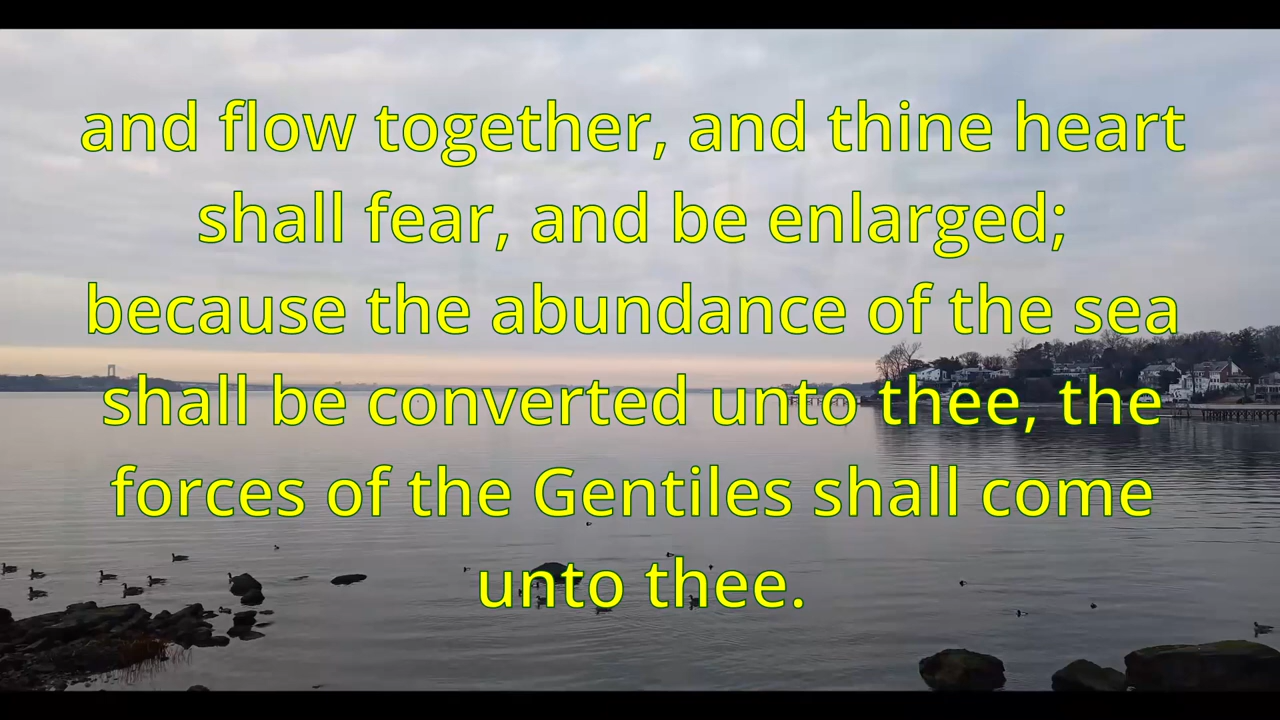 and flow together, and thine heart
shall fear, and be enlarged;
because the abundance of the sea
shall be converted unto thee, the
forces of the Gentiles shall come
unto thee.